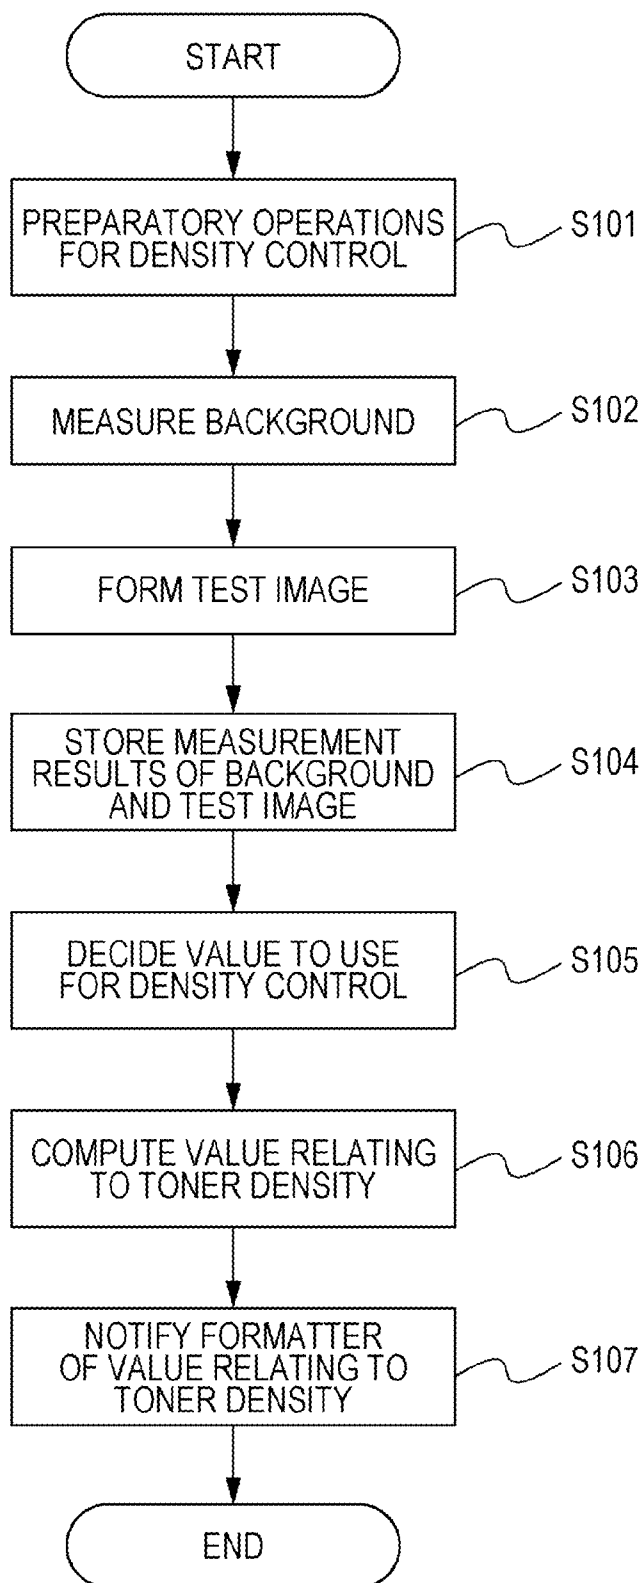 START
PREPARATORY OPERATIONS
FOR DENSITY CONTROL
S101
MEASURE BACKGROUND
S102
FORM TEST IMAGE
S103
STORE MEASUREMENT
RESULTS OF BACKGROUND
AND TEST IMAGE
S104
DECIDE VALUE TO USE
FOR DENSITY CONTROL
S105
COMPUTE VALUE RELATING
TO TONER DENSITY
S106
NOTIFY FORMATTER
OF VALUE RELATING TO
TONER DENSITY
S107
END